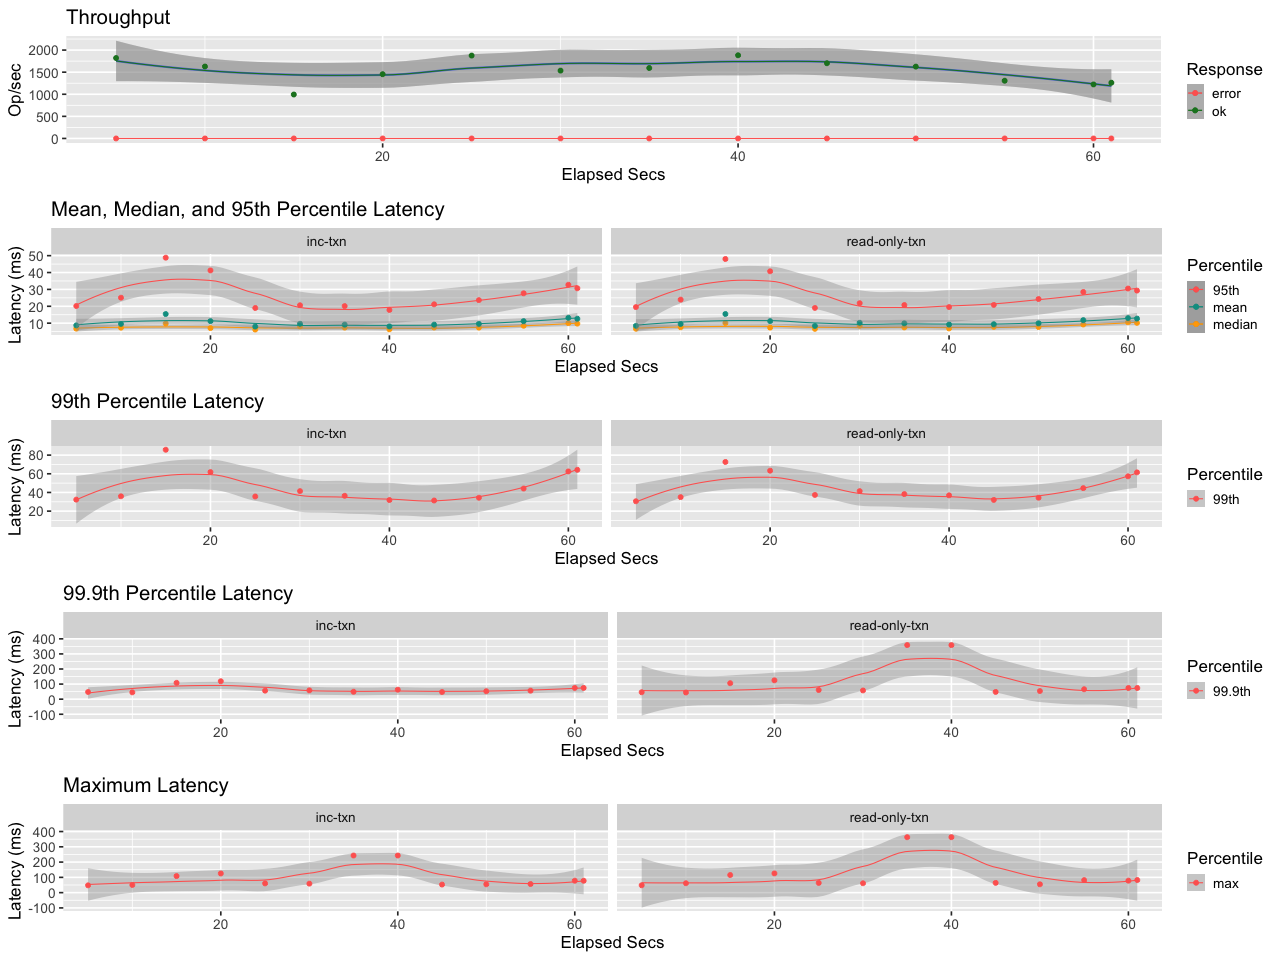 Throughput
2000
1500
1000
500
0
Op/sec
20 40 60
Elapsed Secs
Response
error
ok
Mean, Median, and 95th Percentile Latency
inc-txn read-only-txn
50
40
30
20
10
Latency (ms)
20 40 60 20 40 60
Elapsed Secs
Percentile
95th
mean
median
99th Percentile Latency
inc-txn read-only-txn
80
60
40
20
Latency (ms)
20 40 60 20 40 60
Elapsed Secs
Percentile
99th
99.9th Percentile Latency
inc-txn read-only-txn
400
300
200
100
0
-100
Latency (ms)
20 40 60 20 40 60
Elapsed Secs
Percentile
99.9th
Maximum Latency
inc-txn read-only-txn
400
300
200
100
0
-100
Latency (ms)
20 40 60 20 40 60
Elapsed Secs
Percentile
max